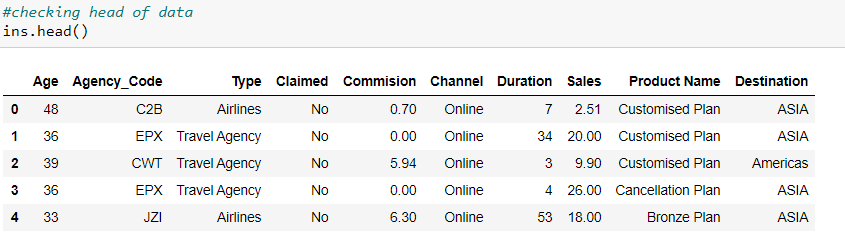 #checking head of data
ins.head()
Age Agency_Code Type Claimed Commision Channel Duration Sales Product Name Destination
0 48 C2B Airlines No 0.70 Online 7 2.51 Customised Plan ASIA
1 36 EPX Travel Agency No 0.00 Online 34 20.00 Customised Plan ASIA
2 39 CWT Travel Agency No 5.94 Online 3 9.90 Customised Plan Americas
3 36 EPX Travel Agency No 0.00 Online 4 26.00 Cancellation Plan ASIA
4 33 JZI Airlines No 6.30 Online 53 18.00 Bronze Plan ASIA